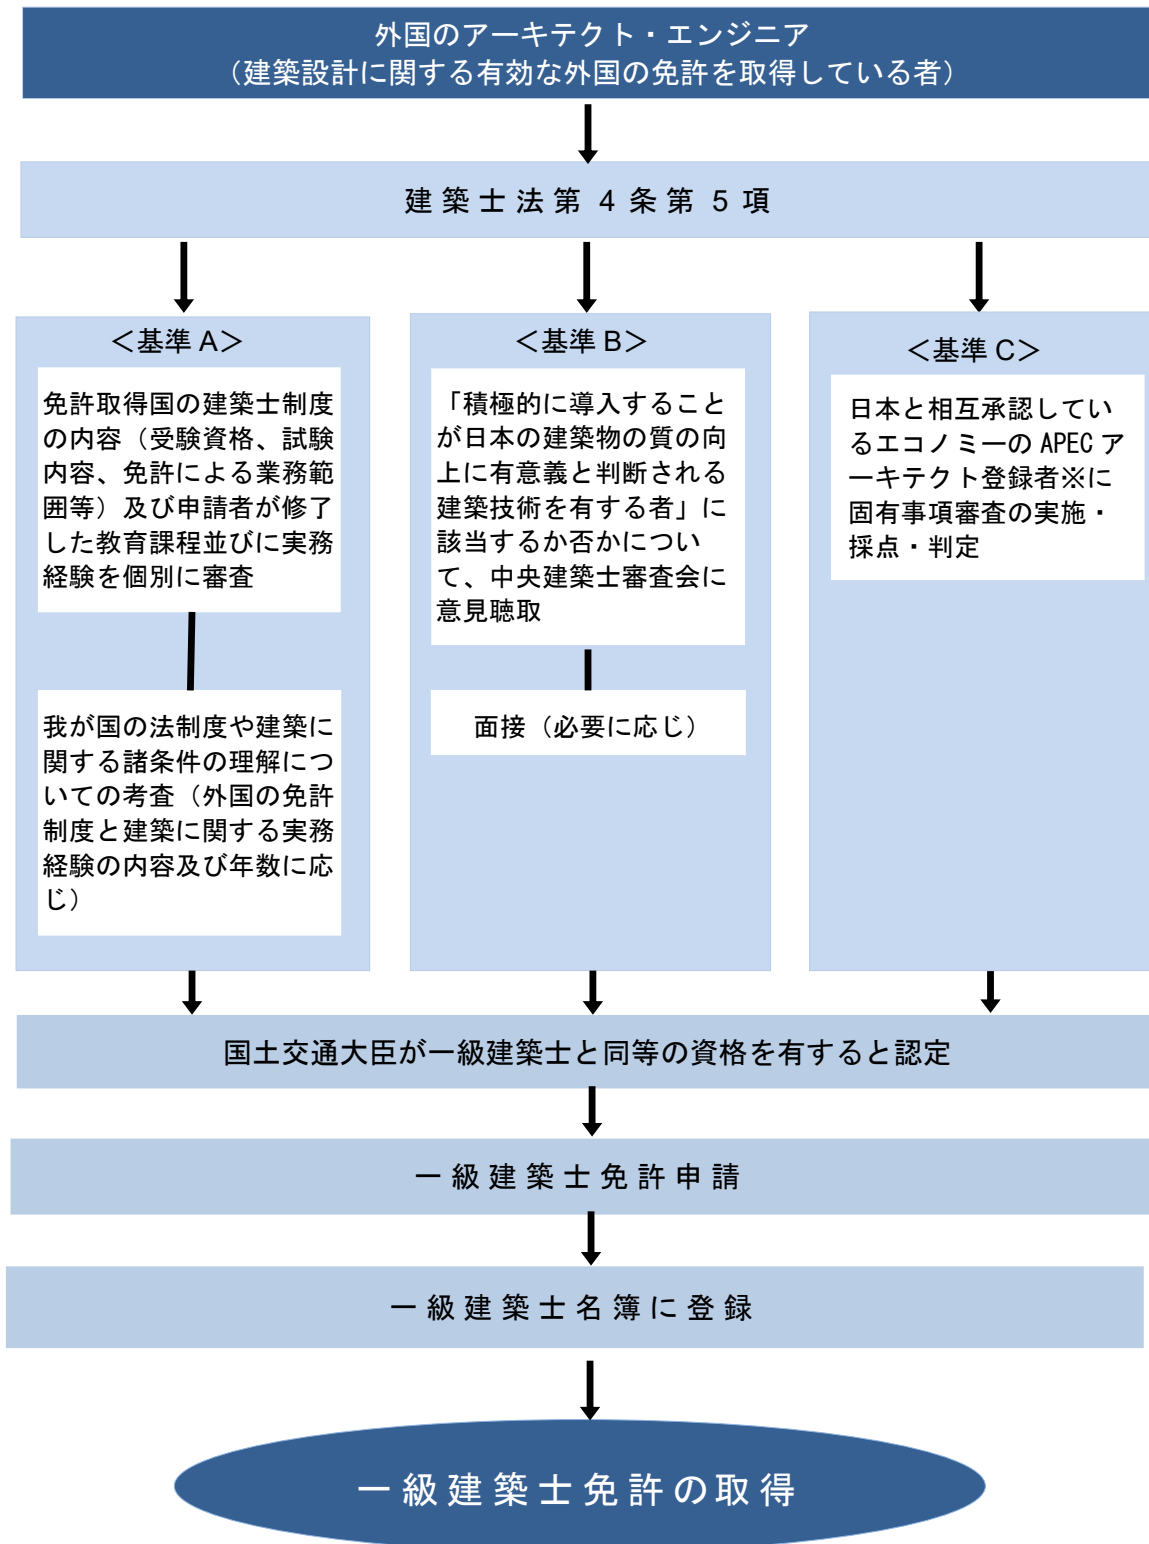 外国のアーキテクト・エンジニア
（建築設計に関する有効な外国の免許を取得している者）
建築士法第 4 条第 5 項
＜基準 A＞
免許取得国の建築士制度
の内容（受験資格、試験
内容、免許による業務範
囲等）及び申請者が修了
した教育課程並びに実務
経験を個別に審査
我が国の法制度や建築に
関する諸条件の理解につ
いての考査（外国の免許
制度と建築に関する実務
経験の内容及び年数に応
じ）
＜基準 B＞
「積極的に導入すること
が日本の建築物の質の向
上に有意義と判断される
建築技術を有する者」に
該当するか否かについ
て、中央建築士審査会に
意見聴取
面接（必要に応じ）
＜基準 C＞
日本と相互承認してい
るエコノミーの APEC ア
ーキテクト登録者※に
固有事項審査の実施・
採点・判定
国土交通大臣が一級建築士と同等の資格を有すると認定
一級建築士免許申請
一級建築士名簿に登録
一級建築士免許の取得